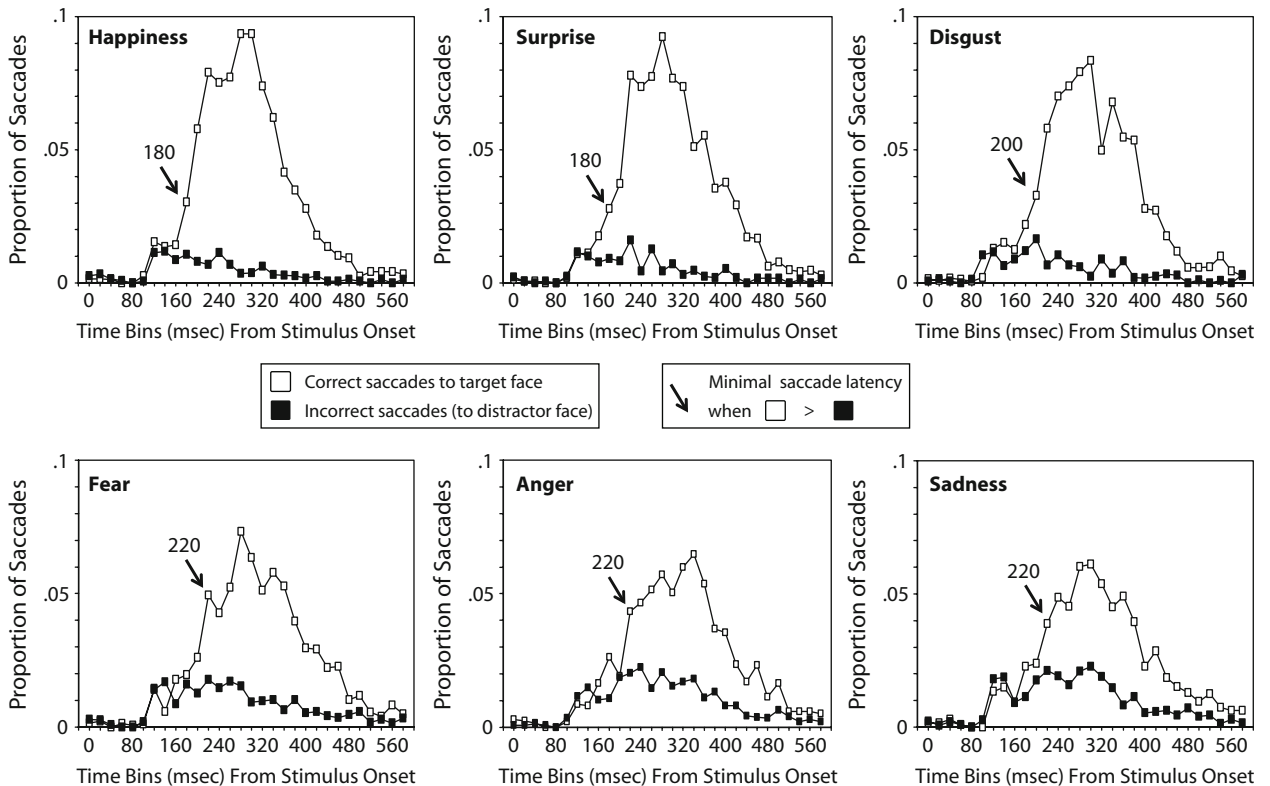 .1
Happiness
Proportion of Saccades
.05
0
180
0 80 160 240 320 400 480 560
Time Bins (msec) From Stimulus Onset
.1
Surprise
Proportion of Saccades
.05
0
180
0 80 160 240 320 400 480 560
Time Bins (msec) From Stimulus Onset
.1
Disgust
Proportion of Saccades
.05
0
200
0 80 160 240 320 400 480 560
Time Bins (msec) From Stimulus Onset
Correct saccades to target face
Incorrect saccades (to distractor face)
Minimal saccade latency
when □ > ■
.1
Fear
Proportion of Saccades
.05
0
220
0 80 160 240 320 400 480 560
Time Bins (msec) From Stimulus Onset
.1
Anger
Proportion of Saccades
.05
0
220
0 80 160 240 320 400 480 560
Time Bins (msec) From Stimulus Onset
.1
Sadness
Proportion of Saccades
.05
0
220
0 80 160 240 320 400 480 560
Time Bins (msec) From Stimulus Onset